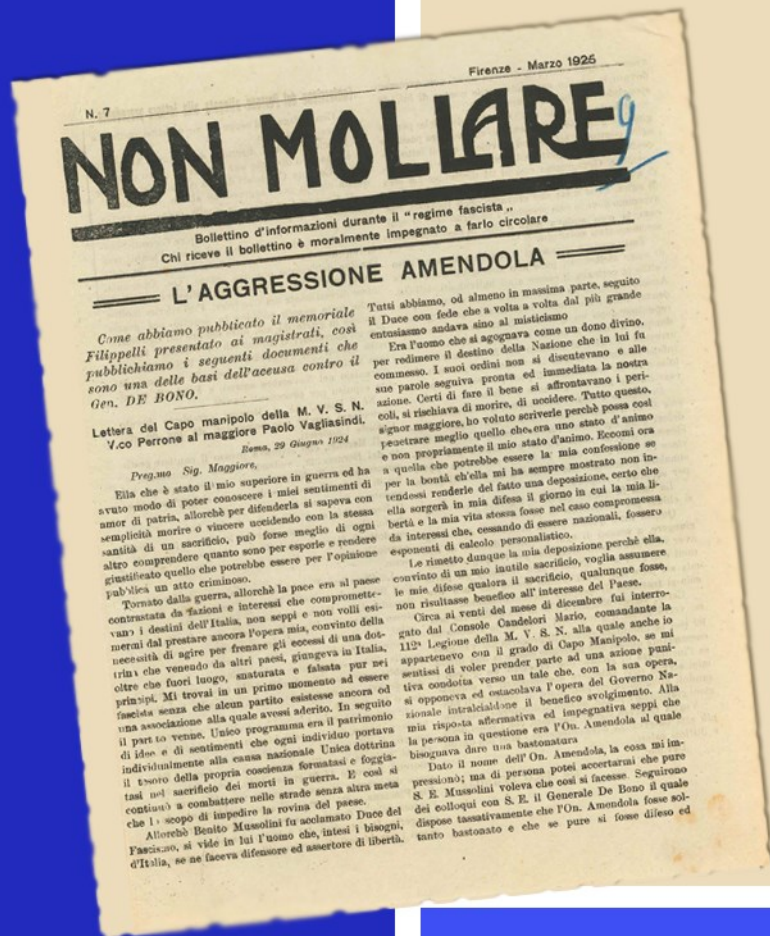 N. 7
Firenze - Marzo 1925
NON MOLLARE
9
Bollettino d'informazioni durante il "regime fascista „
Chi riceve il bollettino è moralmente impegnato a farlo circolare
L'AGGRESSIONE AMENDOLA
Come abbiamo pubbticato il memoriale
Filippelli presentato ai magistrati, così
pubblichiamo i seguenti documenti che
sono una delle basi dell'accusa contro il
Gen. DE BONO.
Lettera del Capo manipolo della M. V. S. N.
V.co Perrone al maggiore Paolo Vagliasindi.
Roma, 29 Giugno 1924
Preg.mo Sig. Maggiore,
Ella che è stato il mio superiore in guerra ed ha
avuto modo di poter conoscere i miei sentimenti di
amor di patria, allorchè per difenderla si sapeva con
semplicità morire o vincere uccidendo con la stessa
santità di un sacrificio, può forse meglio di ogni
altro comprendere quanto sono per esporle e rendere
giustificato quello che potrebbe essere per l'opinione
pubblica un atto criminoso.
Tornato dalla guerra, allorchè la pace era al paese
contrastata da fazioni e interessi che compromette-
vano i destini dell'Italia, non seppi e non volli esi-
mermi dal prestare ancora l'opera mia, convinto della
necessità di agire per frenare gli eccessi di una dot-
trina che venendo da altri paesi, giungeva in Italia,
oltre che fuori luogo, snaturata e falsata pur nei
principi. Mi trovai in un primo momento ad essere
fascista senza che alcun partito esistesse ancora od
una associazione alla quale avessi aderito. In seguito
il partito venne. Unico programma era il patrimonio
di idee e di sentimenti che ogni individuo portava
individualmente alla causa nazionale Unica dottrina
il tesoro della propria coscienza formatasi e foggia-
tasi nel sacrificio dei morti in guerra. E così si
continuò a combattere nelle strade senza altra meta
che lo scopo di impedire la rovina del paese.
Allorchè Benito Mussolini fu acclamato Duce del
Fascismo, si vide in lui l'uomo che, intesi i bisogni,
d'Italia, se ne faceva difensore ed assertore di libertà.
Tutti abbiamo, od almeno in massima parte, seguito
il Duce con fede che a volta a volta dal più grande
entusiasmo andava sino al misticismo
Era l'uomo che si agognava come un dono divino,
per redimere il destino della Nazione che in lui fu
commesso. I suoi ordini non si discutevano e alle
sue parole seguiva pronta ed immediata la nostra
azione. Certi di fare il bene si affrontavano i peri-
coli, si rischiava di morire, di uccidere. Tutto questo,
signor maggiore, ho voluto scriverle perchè possa così
penetrare meglio quello che era uno stato d'animo
e non propriamente il mio stato d'animo. Eccomi ora
a quella che potrebbe essere la mia confessione se
per la bontà ch'ella mi ha sempre mostrato non in-
tendessi renderle del fatto una deposizione, certo che
ella sorgerà in mia difesa il giorno in cui la mia li-
bertà e la mia vita stessa fosse nel caso compromessa
da interessi che, cessando di essere nazionali, fossero
esponenti di calcolo personalistico.
Le rimetto dunque la mia deposizione perchè ella,
convinto di un mio inutile sacrificio, voglia assumere
le mie difese qualora il sacrificio, qualunque fosse,
non risultasse benefico all'interesse del Paese.
Circa ai venti del mese di dicembre fui interro-
gato dal Console Candelori Mario, comandante la
112ª Legione della M. V. S. N. alla quale anche io
appartenevo con il grado di Capo Manipolo, se mi
sentissi di voler prender parte ad una azione puni-
tiva condotta verso un tale che, con la sua opera,
si opponeva ed ostacolava l'opera del Governo Na-
zionale intralciandone il benefico svolgimento. Alla
mia risposta affermativa ed impegnativa seppi che
la persona in questione era l'On. Amendola al quale
bisognava dare una bastonatura
Dato il nome dell'On. Amendola, la cosa mi im-
pressionò; ma di persona potei accertarmi che pure
S. E. Mussolini voleva che così si facesse. Seguirono
dei colloqui con S. E. il Generale De Bono il quale
dispose tassativamente che l'On. Amendola fosse sol-
tanto bastonato e che se pure si fosse difeso ed